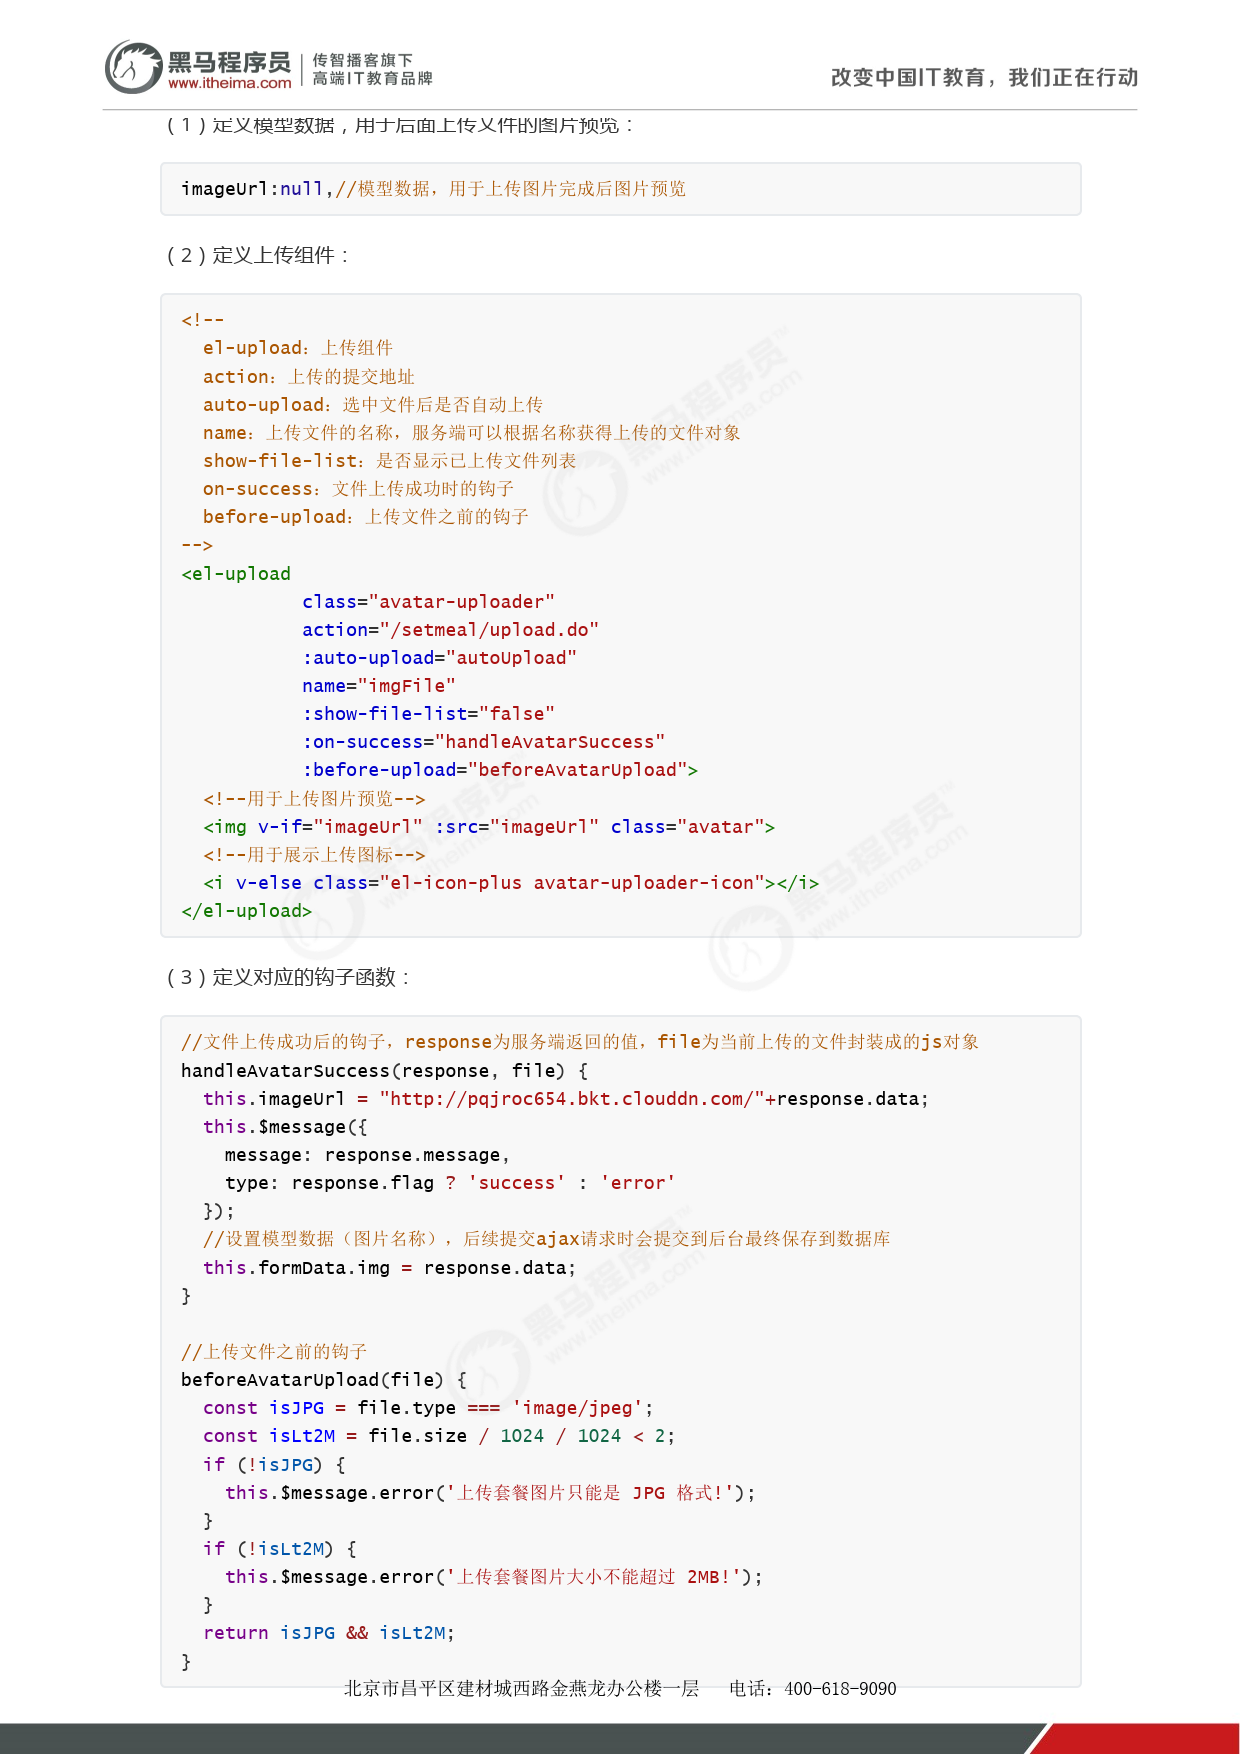 黑马程序员
www.itheima.com
传智播客旗下
高端IT教育品牌
改变中国IT教育，我们正在行动
（1）定义模型数据，用于后面上传文件的图片预览：
imageUrl:null,//模型数据，用于上传图片完成后图片预览
（2）定义上传组件：
<!--
  el-upload：上传组件
  action：上传的提交地址
  auto-upload：选中文件后是否自动上传
  name：上传文件的名称，服务端可以根据名称获得上传的文件对象
  show-file-list：是否显示已上传文件列表
  on-success：文件上传成功时的钩子
  before-upload：上传文件之前的钩子
-->
<el-upload
           class="avatar-uploader"
           action="/setmeal/upload.do"
           :auto-upload="autoUpload"
           name="imgFile"
           :show-file-list="false"
           :on-success="handleAvatarSuccess"
           :before-upload="beforeAvatarUpload">
  <!--用于上传图片预览-->
  <img v-if="imageUrl" :src="imageUrl" class="avatar">
  <!--用于展示上传图标-->
  <i v-else class="el-icon-plus avatar-uploader-icon"></i>
</el-upload>
（3）定义对应的钩子函数：
//文件上传成功后的钩子，response为服务端返回的值，file为当前上传的文件封装成的js对象
handleAvatarSuccess(response, file) {
  this.imageUrl = "http://pqjroc654.bkt.clouddn.com/"+response.data;
  this.$message({
    message: response.message,
    type: response.flag ? 'success' : 'error'
  });
  //设置模型数据（图片名称），后续提交ajax请求时会提交到后台最终保存到数据库
  this.formData.img = response.data;
}
//上传文件之前的钩子
beforeAvatarUpload(file) {
  const isJPG = file.type === 'image/jpeg';
  const isLt2M = file.size / 1024 / 1024 < 2;
  if (!isJPG) {
    this.$message.error('上传套餐图片只能是 JPG 格式!');
  }
  if (!isLt2M) {
    this.$message.error('上传套餐图片大小不能超过 2MB!');
  }
  return isJPG && isLt2M;
}
北京市昌平区建材城西路金燕龙办公楼一层    电话：400-618-9090